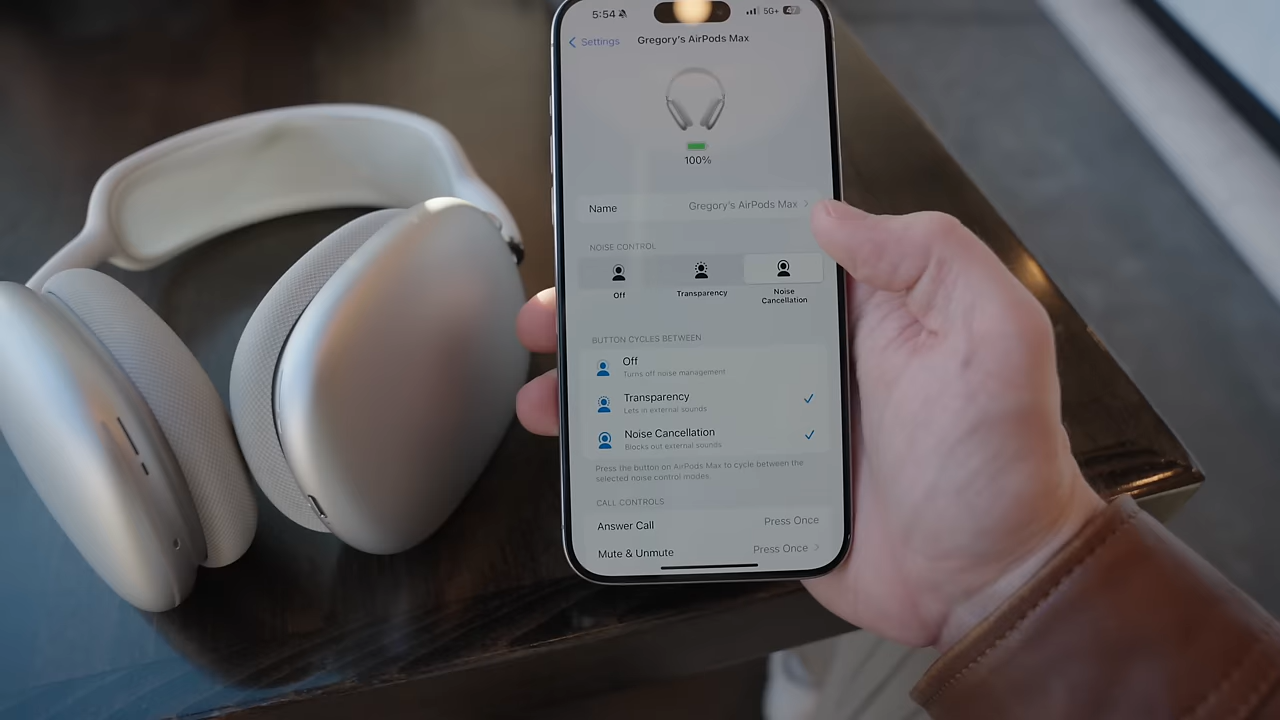 5:54
5G+
Settings
Gregory's AirPods Max
100%
Name
Gregory's AirPods Max
NOISE CONTROL
Off
Transparency
Noise
Cancellation
BUTTON CYCLES BETWEEN
Off
Turns off noise management
Transparency
Lets in external sounds
Noise Cancellation
Blocks out external sounds
Press the button on AirPods Max to cycle between the
selected noise control modes.
CALL CONTROLS
Answer Call
Press Once
Mute & Unmute
Press Once